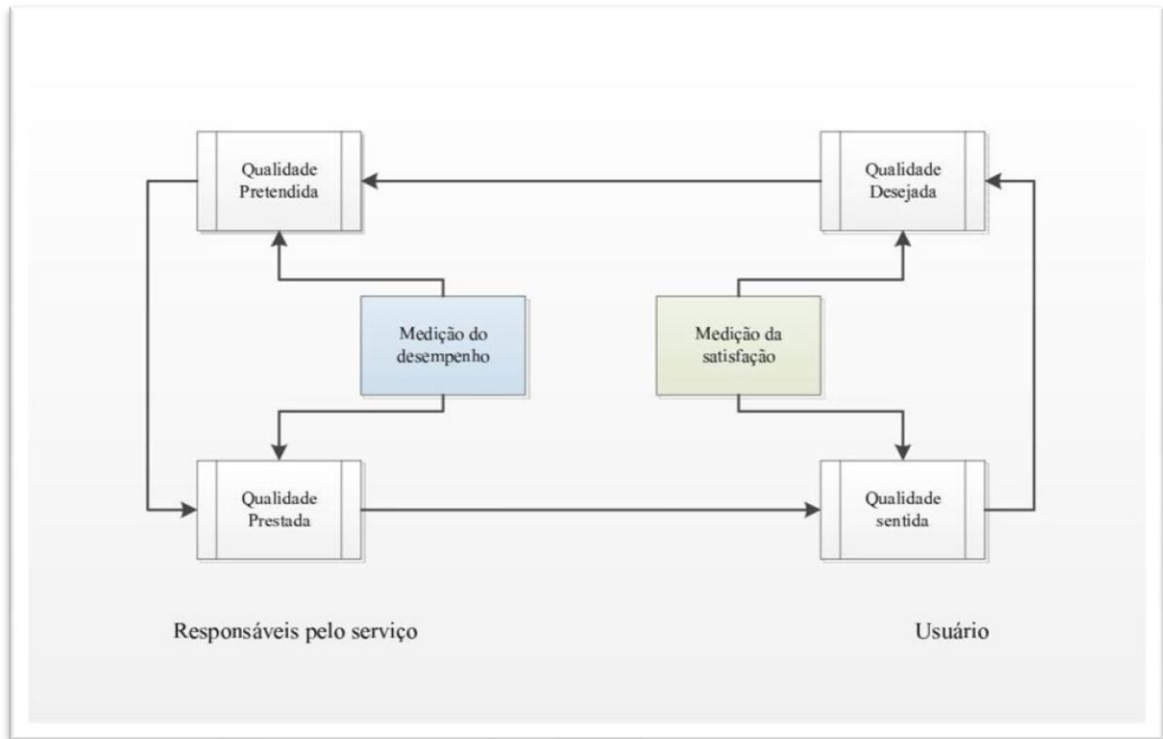 Qualidade
Pretendida
Qualidade
Desejada
Medição do
desempenho
Medição da
satisfação
Qualidade
Prestada
Qualidade
sentida
Responsáveis pelo serviço
Usuário